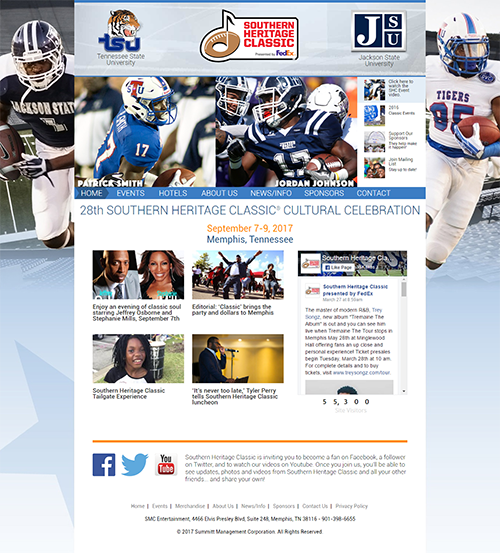 TSU
Tennessee State
University
SOUTHERN
HERITAGE
CLASSIC
Presented by FedEx
JSU
Jackson State
University
JACKSON STATE
TIGERS
95
17
17
PATRICK SMITH
JORDAN JOHNSON
Click here to
watch the
SHC Event
video.
2016
Classic Events
Support Our
Sponsors
They help make
it happen!
Join Mailing
List
Stay up to date!
HOME EVENTS HOTELS ABOUT US NEWS/INFO SPONSORS CONTACT
28th SOUTHERN HERITAGE CLASSIC® CULTURAL CELEBRATION
September 7-9, 2017
Memphis, Tennessee
Enjoy an evening of classic soul
starring Jeffrey Osborne and
Stephanie Mills, September 7th
Editorial: 'Classic' brings the
party and dollars to Memphis
Southern Heritage Classic
Tailgate Experience
'It's never too late,' Tyler Perry
tells Southern Heritage Classic
luncheon
Southern Heritage Cla...
Like Page
Southern Heritage Classic
presented by FedEx
March 27 at 8:59am
The master of modern R&B, Trey
Songz, new album "Tremaine The
Album" is out and you can see him
live when Tremaine The Tour stops in
Memphis May 28th at Minglewood
Hall offering fans an up close and
personal experience! Ticket presales
begin Tuesday, March 28th at 10 am.
For complete details and to buy
tickets, visit www.treysongz.com/tour.
55,300
Site Visitors
You Tube
Southern Heritage Classic is inviting you to become a fan on Facebook, a follower
on Twitter, and to watch our videos on Youtube. Once you join us, you'll be able to
see updates, photos and videos from Southern Heritage Classic and all your other
friends... and share your own!
Home | Events | Merchandise | About Us | News/Info | Sponsors | Contact Us | Privacy Policy
SMC Entertainment, 4466 Elvis Presley Blvd, Suite 248, Memphis, TN 38116 - 901-398-6655
© 2017 Summitt Management Corporation. All Rights Reserved.